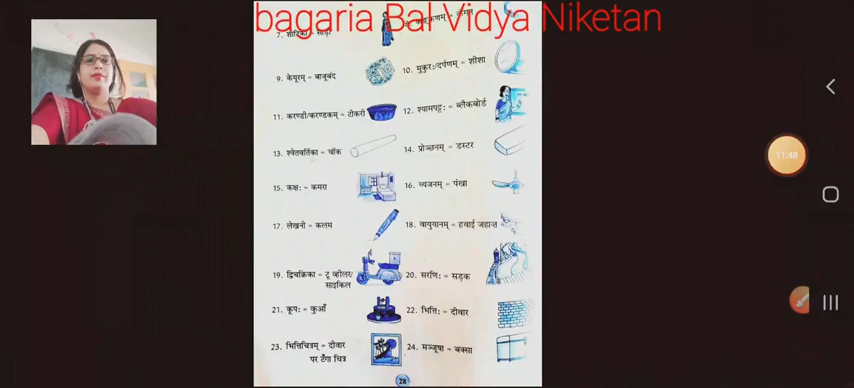 bagaria Bal Vidya Niketan
7. शाटिका = साड़ी
9. केयूरम् = बाजूबंद
10. मुकुरः/दर्पणम् = शीशा
11. करण्डी/करण्डकम् = टोकरी
12. श्यामपट्टः = ब्लैकबोर्ड
13. श्वेतवर्तिका = चॉक
14. प्रोञ्छनम् = डस्टर
15. कक्षः = कमरा
16. व्यजनम् = पंखा
17. लेखनी = कलम
18. वायुयानम् = हवाई जहाज़
19. द्विचक्रिका = टू व्हीलर/
साइकिल
20. सरणिः = सड़क
21. कूपः = कुआँ
22. भित्तिः = दीवार
23. भित्तिचित्रम् = दीवार
पर टँगा चित्र
24. मञ्जूषा = बक्सा
28
11:48